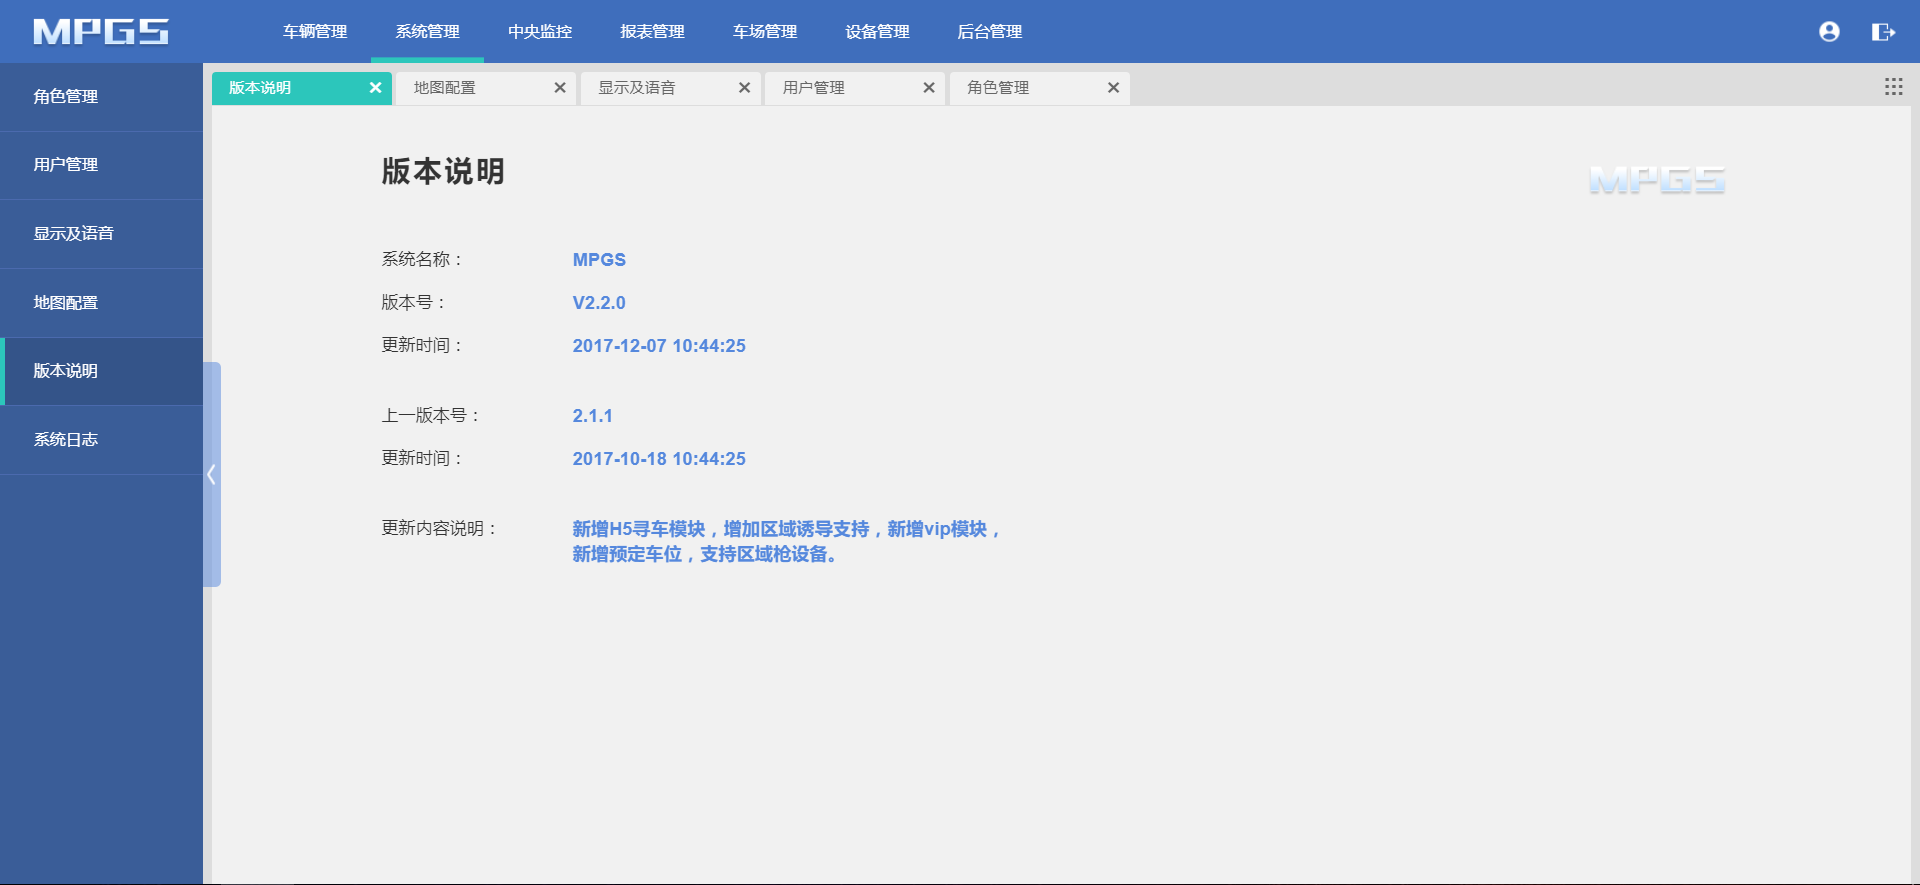 MPGS
车辆管理 系统管理 中央监控 报表管理 车场管理 设备管理 后台管理
角色管理
用户管理
显示及语音
地图配置
版本说明
系统日志
版本说明 地图配置 显示及语音 用户管理 角色管理
版本说明
MPGS
系统名称： MPGS
版本号： V2.2.0
更新时间： 2017-12-07 10:44:25
上一版本号： 2.1.1
更新时间： 2017-10-18 10:44:25
更新内容说明： 新增H5寻车模块，增加区域诱导支持，新增vip模块，
新增预定车位，支持区域枪设备。